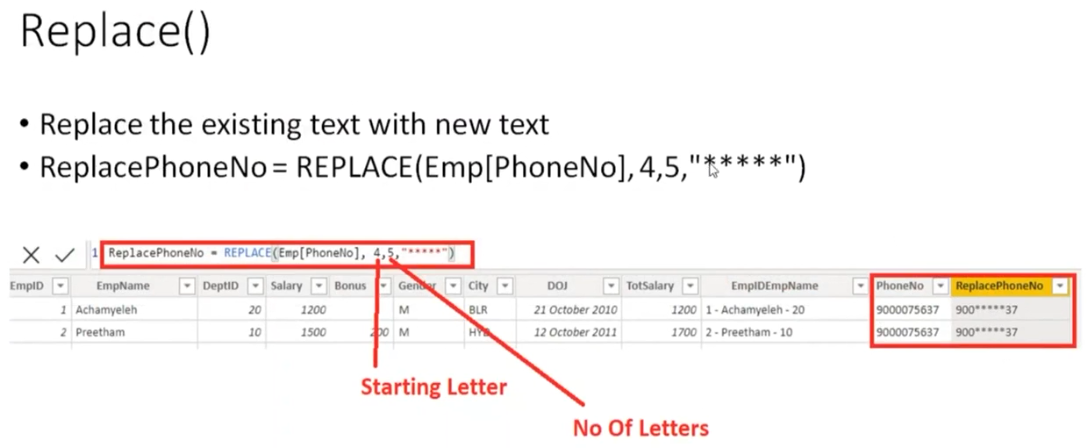 Replace()
• Replace the existing text with new text
• ReplacePhoneNo = REPLACE(Emp[PhoneNo], 4,5,"*****")
1 ReplacePhoneNo = REPLACE(Emp[PhoneNo], 4,5,"*****")
EmpID EmpName DeptID Salary Bonus Gender City DOJ TotSalary EmpIDEmpName PhoneNo ReplacePhoneNo
1 Achamyeleh 20 1200 M BLR 21 October 2010 1200 1 - Achamyeleh - 20 9000075637 900*****37
2 Preetham 10 1500 200 M HYD 12 October 2011 1700 2 - Preetham - 10 9000075637 900*****37
Starting Letter
No Of Letters